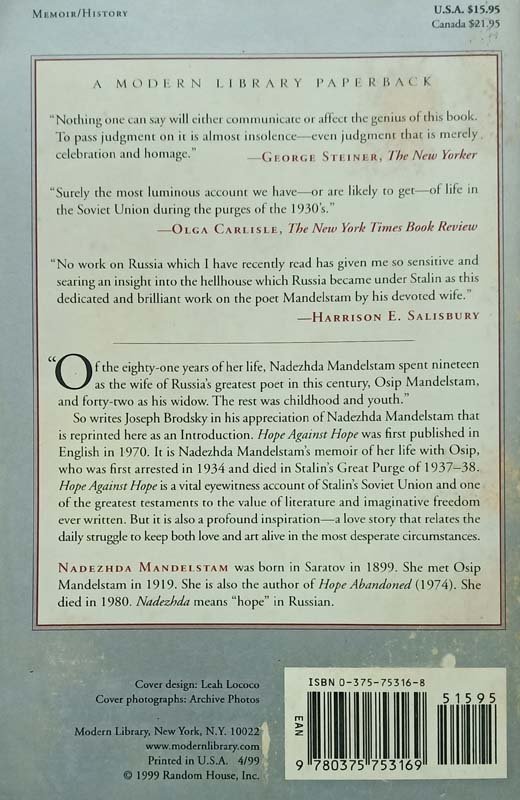 MEMOIR/HISTORY
U.S.A. $15.95
Canada $21.95
A MODERN LIBRARY PAPERBACK
“Nothing one can say will either communicate or affect the genius of this book.
To pass judgment on it is almost insolence—even judgment that is merely
celebration and homage.” —GEORGE STEINER, The New Yorker
“Surely the most luminous account we have—or are likely to get—of life in
the Soviet Union during the purges of the 1930’s.”
—OLGA CARLISLE, The New York Times Book Review
“No work on Russia which I have recently read has given me so sensitive and
searing an insight into the hellhouse which Russia became under Stalin as this
dedicated and brilliant work on the poet Mandelstam by his devoted wife.”
—HARRISON E. SALISBURY
“Of the eighty-one years of her life, Nadezhda Mandelstam spent nineteen
as the wife of Russia’s greatest poet in this century, Osip Mandelstam,
and forty-two as his widow. The rest was childhood and youth.”
So writes Joseph Brodsky in his appreciation of Nadezhda Mandelstam that
is reprinted here as an Introduction. Hope Against Hope was first published in
English in 1970. It is Nadezhda Mandelstam’s memoir of her life with Osip,
who was first arrested in 1934 and died in Stalin’s Great Purge of 1937–38.
Hope Against Hope is a vital eyewitness account of Stalin’s Soviet Union and one
of the greatest testaments to the value of literature and imaginative freedom
ever written. But it is also a profound inspiration—a love story that relates the
daily struggle to keep both love and art alive in the most desperate circumstances.
NADEZHDA MANDELSTAM was born in Saratov in 1899. She met Osip
Mandelstam in 1919. She is also the author of Hope Abandoned (1974). She
died in 1980. Nadezhda means “hope” in Russian.
Cover design: Leah Lococo
Cover photographs: Archive Photos
Modern Library, New York, N.Y. 10022
www.modernlibrary.com
Printed in U.S.A. 4/99
© 1999 Random House, Inc.
ISBN 0-375-75316-8
51595
EAN
9 780375 753169